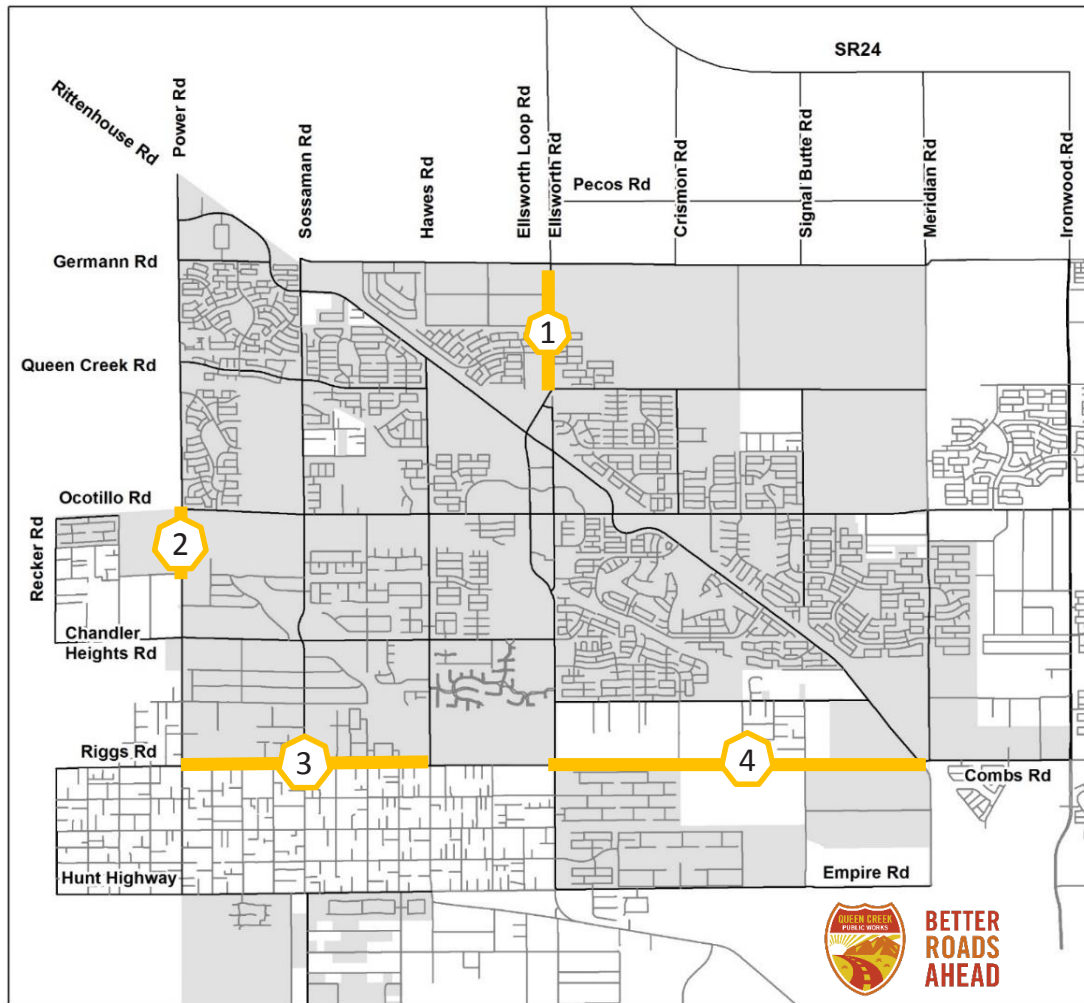 SR24
Rittenhouse Rd
Power Rd
Sossaman Rd
Hawes Rd
Ellsworth Loop Rd
Ellsworth Rd
Pecos Rd
Crismon Rd
Signal Butte Rd
Meridian Rd
Ironwood Rd
Germann Rd
1
Queen Creek Rd
Ocotillo Rd
Recker Rd
2
Chandler
Heights Rd
Riggs Rd
3
4
Combs Rd
Hunt Highway
Empire Rd
QUEEN CREEK
PUBLIC WORKS
BETTER
ROADS
AHEAD